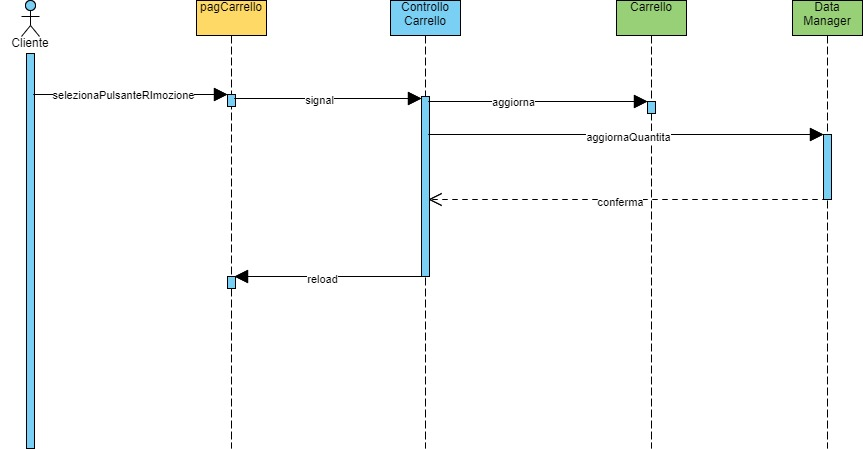 pagCarrello
Controllo
Carrello
Carrello
Data
Manager
Cliente
selezionaPulsanteRImozione
signal
aggiorna
aggiornaQuantita
conferma
reload